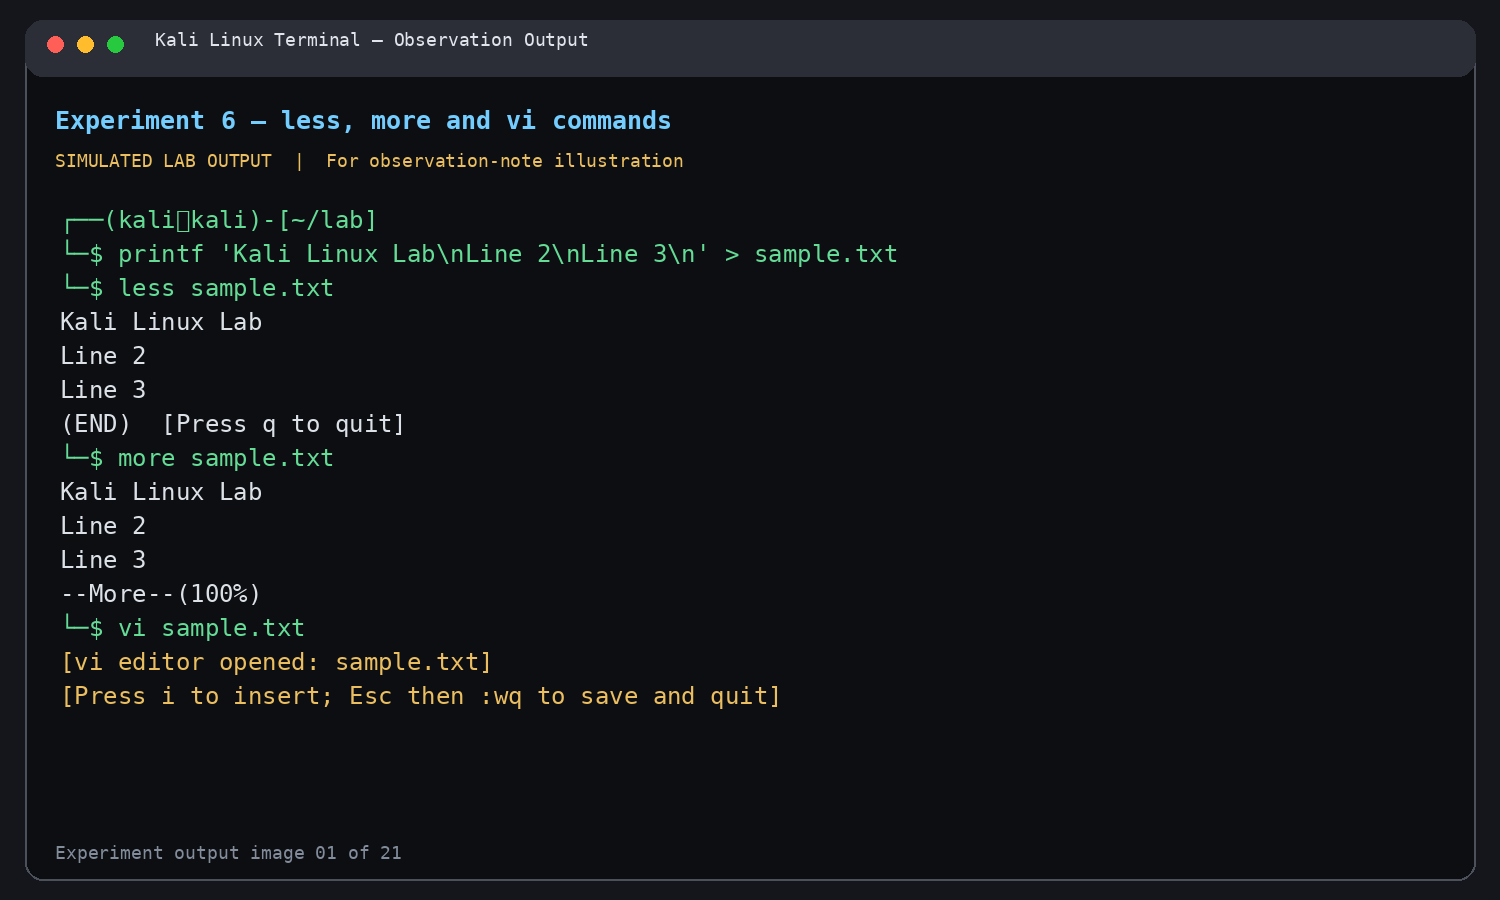 Kali Linux Terminal — Observation Output
Experiment 6 — less, more and vi commands
SIMULATED LAB OUTPUT | For observation-note illustration
┌──(kali▯kali)-[~/lab]
└─$ printf 'Kali Linux Lab\nLine 2\nLine 3\n' > sample.txt
└─$ less sample.txt
Kali Linux Lab
Line 2
Line 3
(END)  [Press q to quit]
└─$ more sample.txt
Kali Linux Lab
Line 2
Line 3
--More--(100%)
└─$ vi sample.txt
[vi editor opened: sample.txt]
[Press i to insert; Esc then :wq to save and quit]
Experiment output image 01 of 21